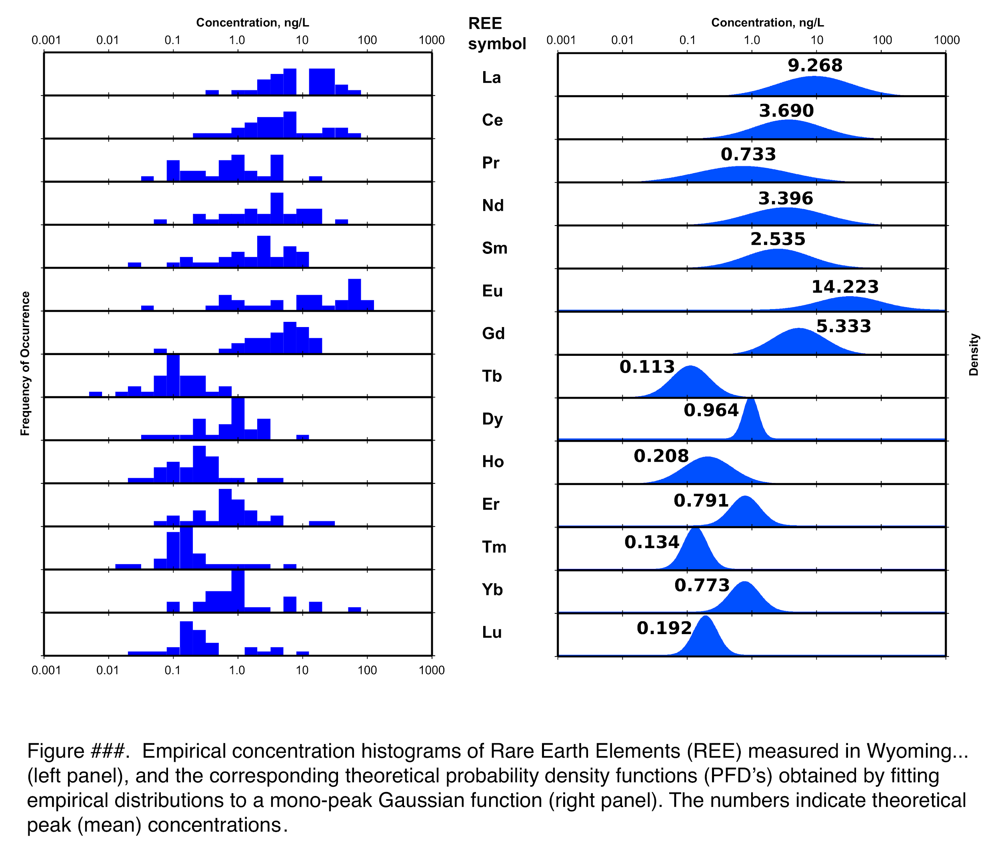 Concentration, ng/L
REE symbol
Concentration, ng/L
0.001 0.01 0.1 1.0 10 100 1000
0.001 0.01 0.1 1.0 10 100 1000
Frequency of Occurrence
La
9.268
Ce
3.690
Pr
0.733
Nd
3.396
Sm
2.535
Eu
14.223
Gd
5.333
Tb
0.113
Dy
0.964
Ho
0.208
Er
0.791
Tm
0.134
Yb
0.773
Lu
0.192
Density
0.001 0.01 0.1 1.0 10 100 1000
Figure ###. Empirical concentration histograms of Rare Earth Elements (REE) measured in Wyoming...
(left panel), and the corresponding theoretical probability density functions (PFD's) obtained by fitting
empirical distributions to a mono-peak Gaussian function (right panel). The numbers indicate theoretical
peak (mean) concentrations.